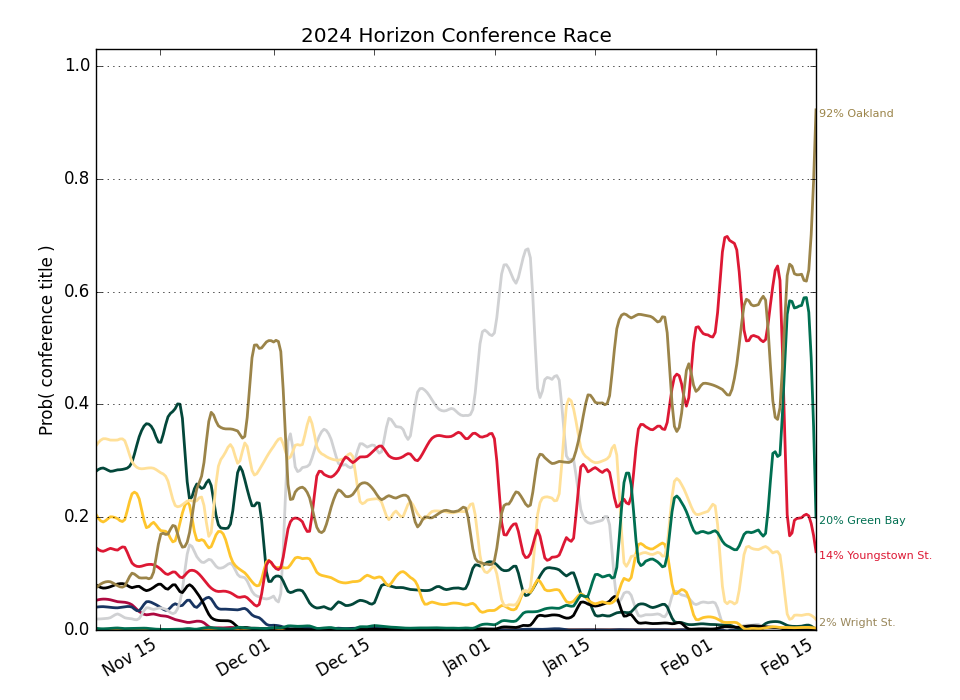 2024 Horizon Conference Race
Prob( conference title )
1.0
0.8
0.6
0.4
0.2
0.0
Nov 15
Dec 01
Dec 15
Jan 01
Jan 15
Feb 01
Feb 15
92% Oakland
20% Green Bay
14% Youngstown St.
2% Wright St.